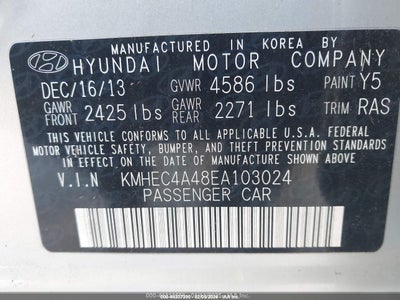 MANUFACTURED IN KOREA BY
HYUNDAI MOTOR COMPANY
DEC/16/13 GVWR 4586 lbs PAINT Y5
GAWR FRONT 2425 lbs GAWR REAR 2271 lbs TRIM RAS
THIS VEHICLE CONFORMS TO ALL APPLICABLE U.S.A. FEDERAL
MOTOR VEHICLE SAFETY, BUMPER, AND THEFT PREVENTION STANDARDS
IN EFFECT ON THE DATE OF MANUFACTURE SHOWN ABOVE.
V.I.N KMHEC4A48EA103024
PASSENGER CAR